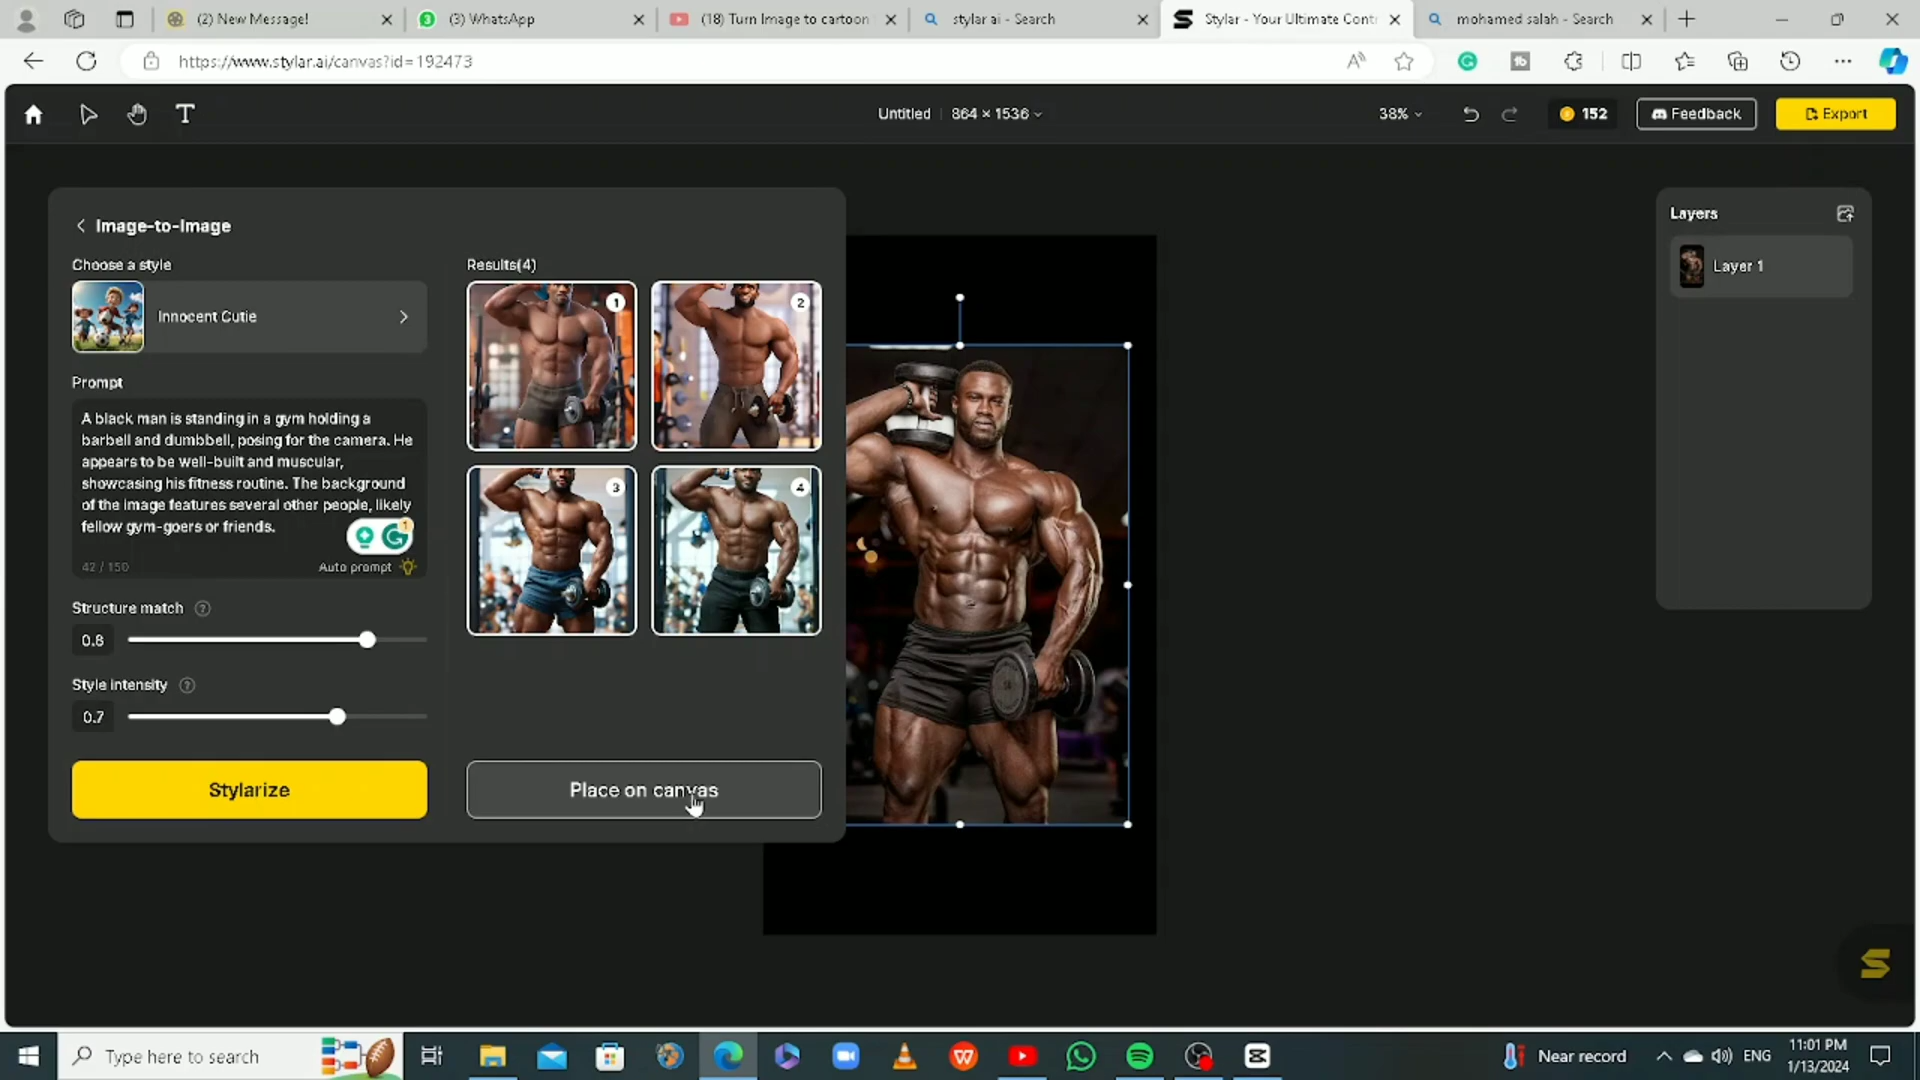 (2) New Message!
(3) WhatsApp
(18) Turn Image to cartoon
stylar ai - Search
Stylar - Your Ultimate Contr
mohamed salah - Search
https://www.stylar.ai/canvas?id=192473
Untitled
864 × 1536
38%
152
Feedback
Export
Image-to-Image
Choose a style
Innocent Cutie
Prompt
A black man is standing in a gym holding a
barbell and dumbbell, posing for the camera. He
appears to be well-built and muscular,
showcasing his fitness routine. The background
of the image features several other people, likely
fellow gym-goers or friends.
1
42 / 150
Auto prompt
Structure match
0.8
Style intensity
0.7
Stylarize
Results(4)
1
2
3
4
Place on canvas
Layers
Layer 1
Type here to search
Near record
ENG
11:01 PM
1/13/2024